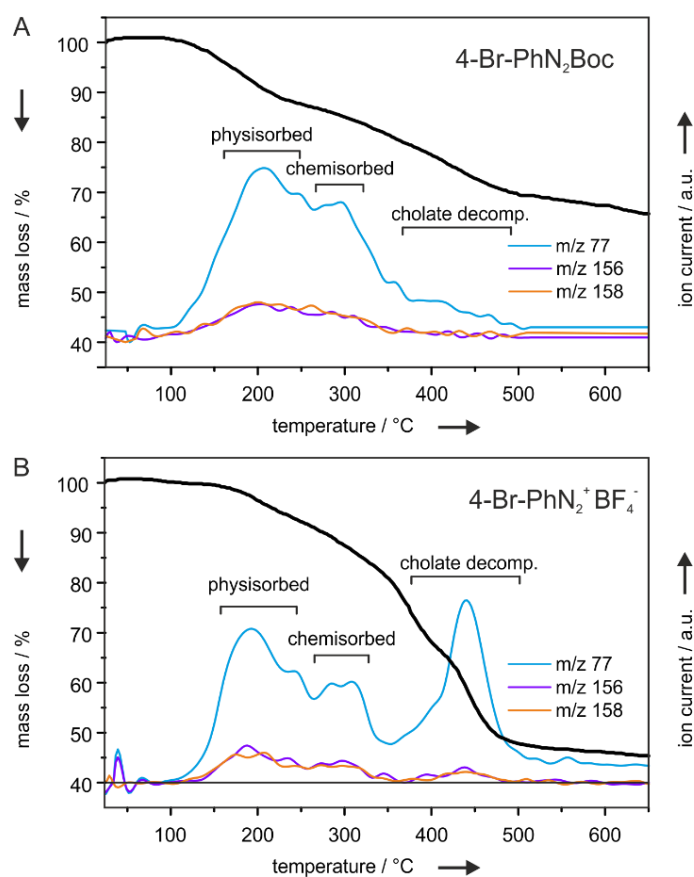 A
4-Br-PhN₂Boc
100
90
80
70
60
50
40
mass loss / %
ion current / a.u.
physisorbed
chemisorbed
cholate decomp.
m/z 77
m/z 156
m/z 158
100 200 300 400 500 600
temperature / °C
B
4-Br-PhN₂⁺BF₄⁻
100
90
80
70
60
50
40
mass loss / %
ion current / a.u.
cholate decomp.
physisorbed
chemisorbed
m/z 77
m/z 156
m/z 158
100 200 300 400 500 600
temperature / °C